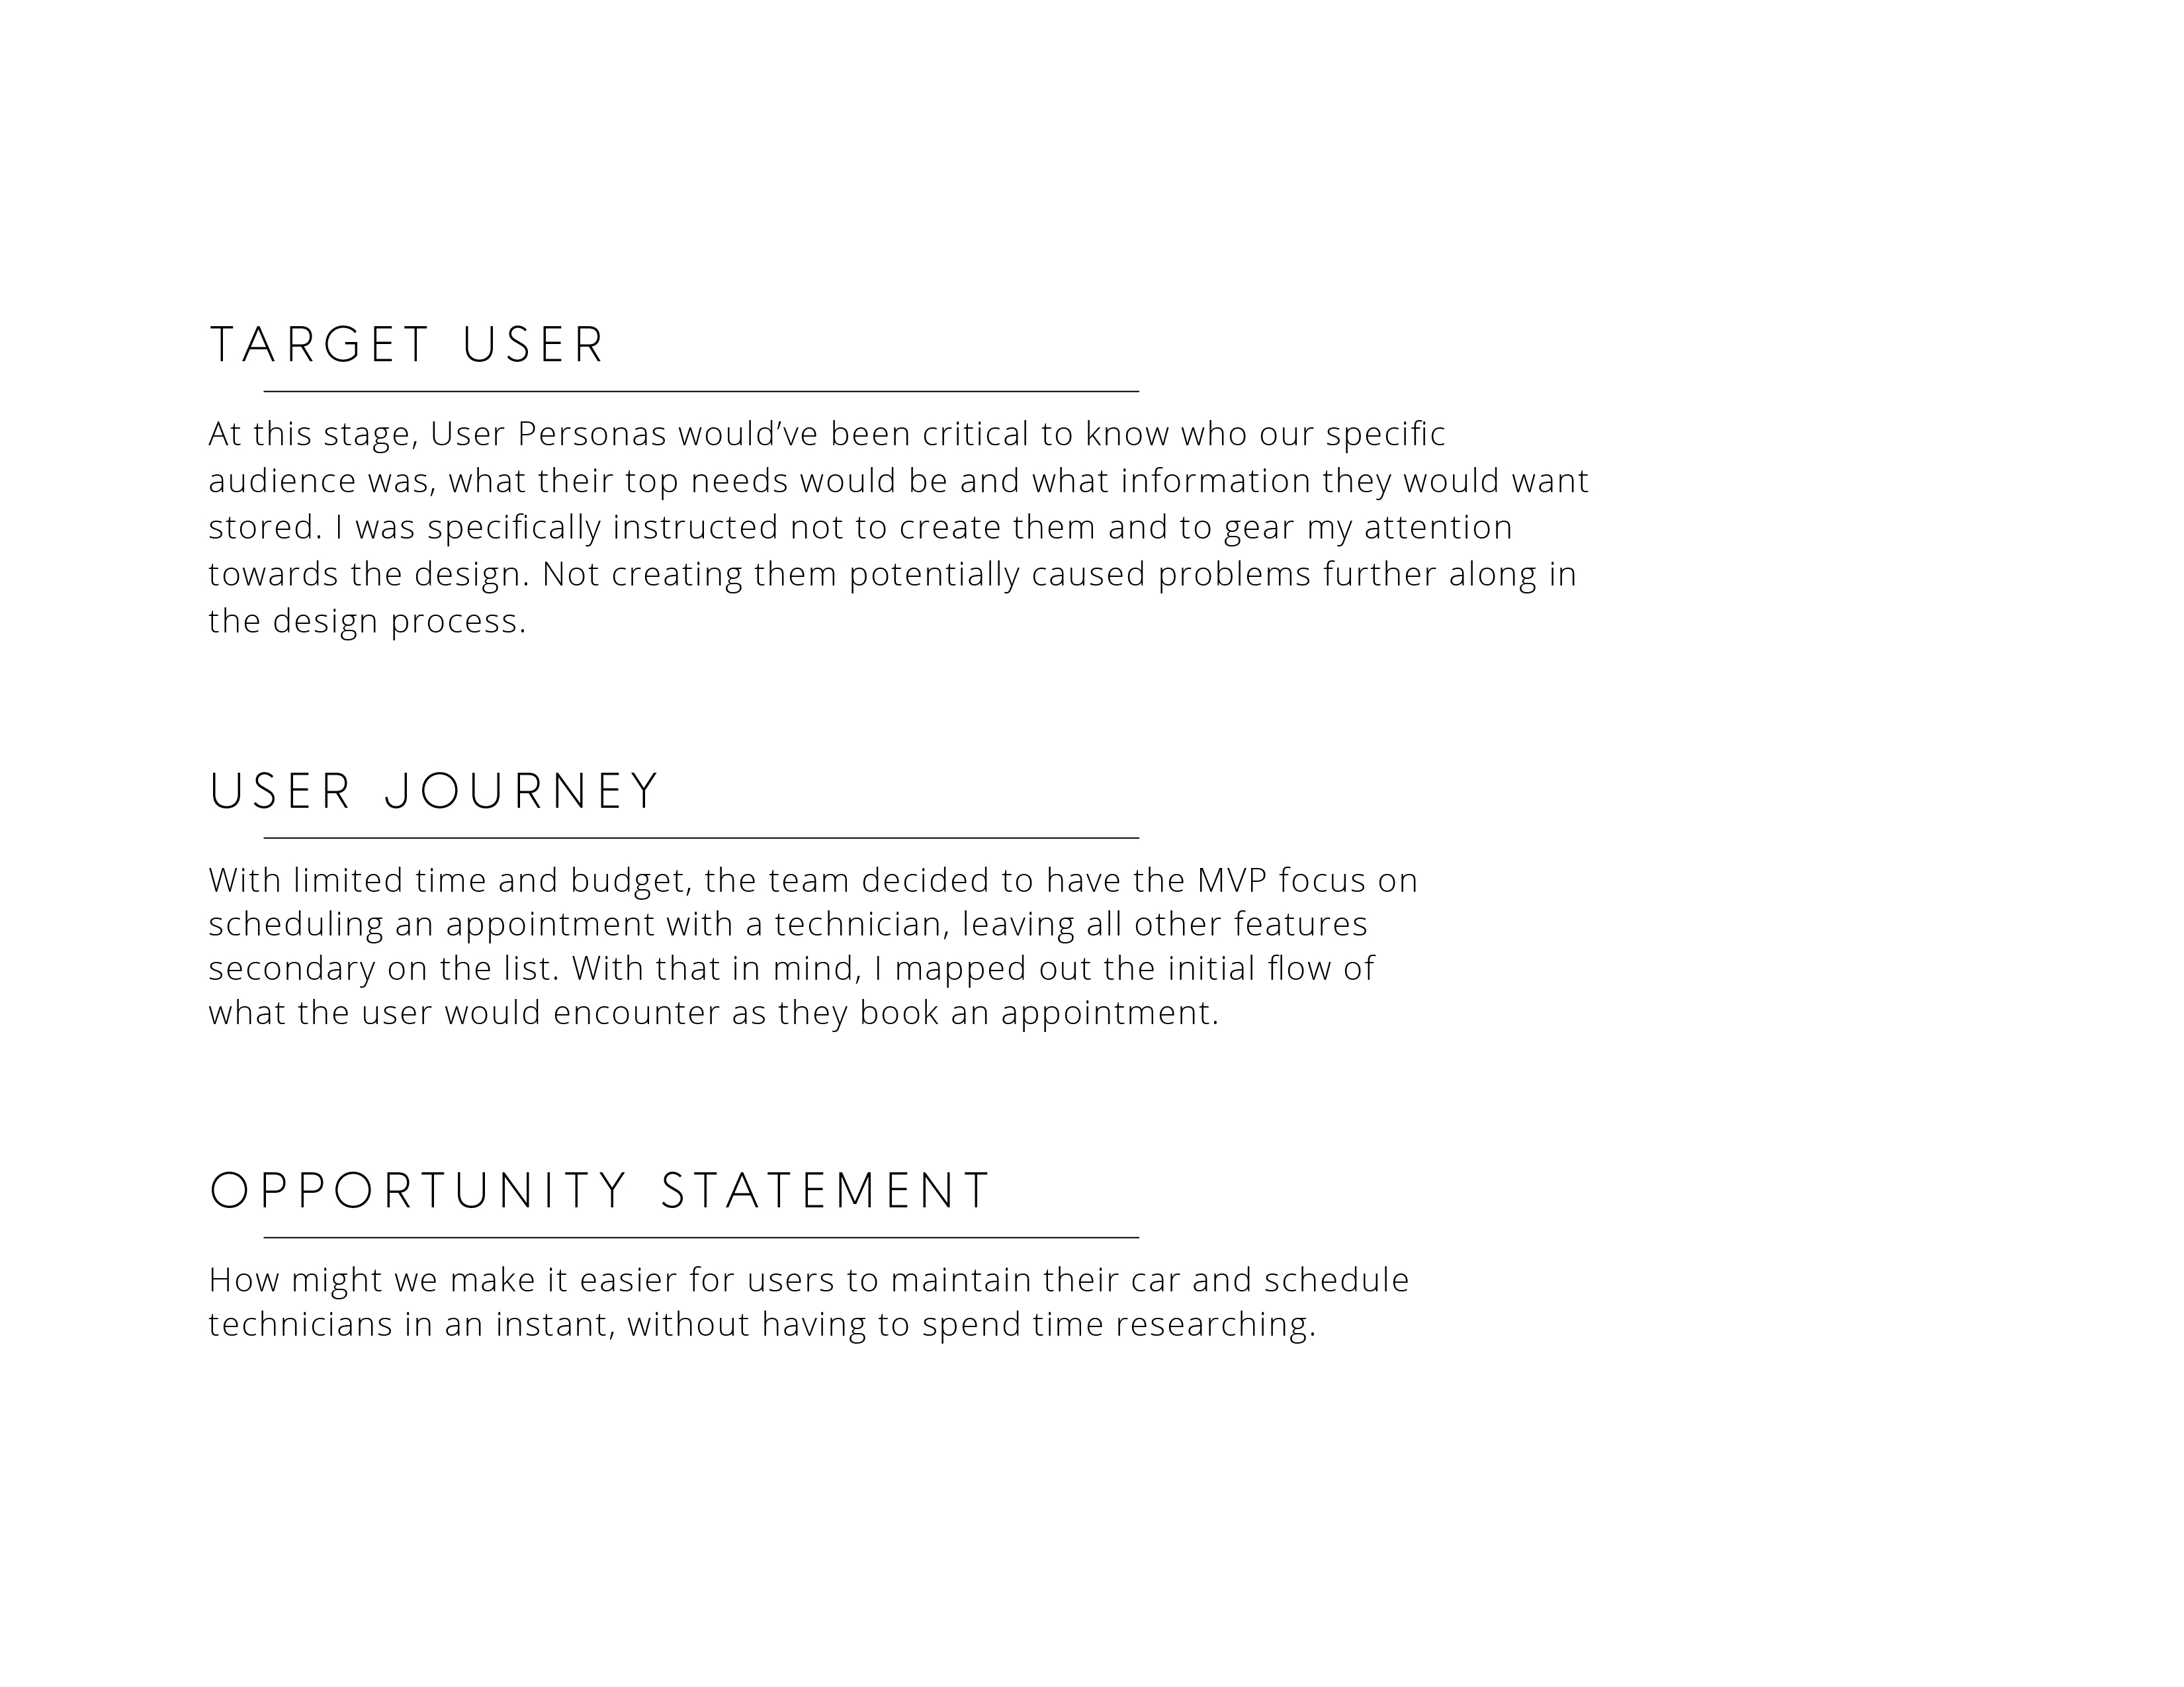 TARGET USER
At this stage, User Personas would’ve been critical to know who our specific
audience was, what their top needs would be and what information they would want
stored. I was specifically instructed not to create them and to gear my attention
towards the design. Not creating them potentially caused problems further along in
the design process.
USER JOURNEY
With limited time and budget, the team decided to have the MVP focus on
scheduling an appointment with a technician, leaving all other features
secondary on the list. With that in mind, I mapped out the initial flow of
what the user would encounter as they book an appointment.
OPPORTUNITY STATEMENT
How might we make it easier for users to maintain their car and schedule
technicians in an instant, without having to spend time researching.